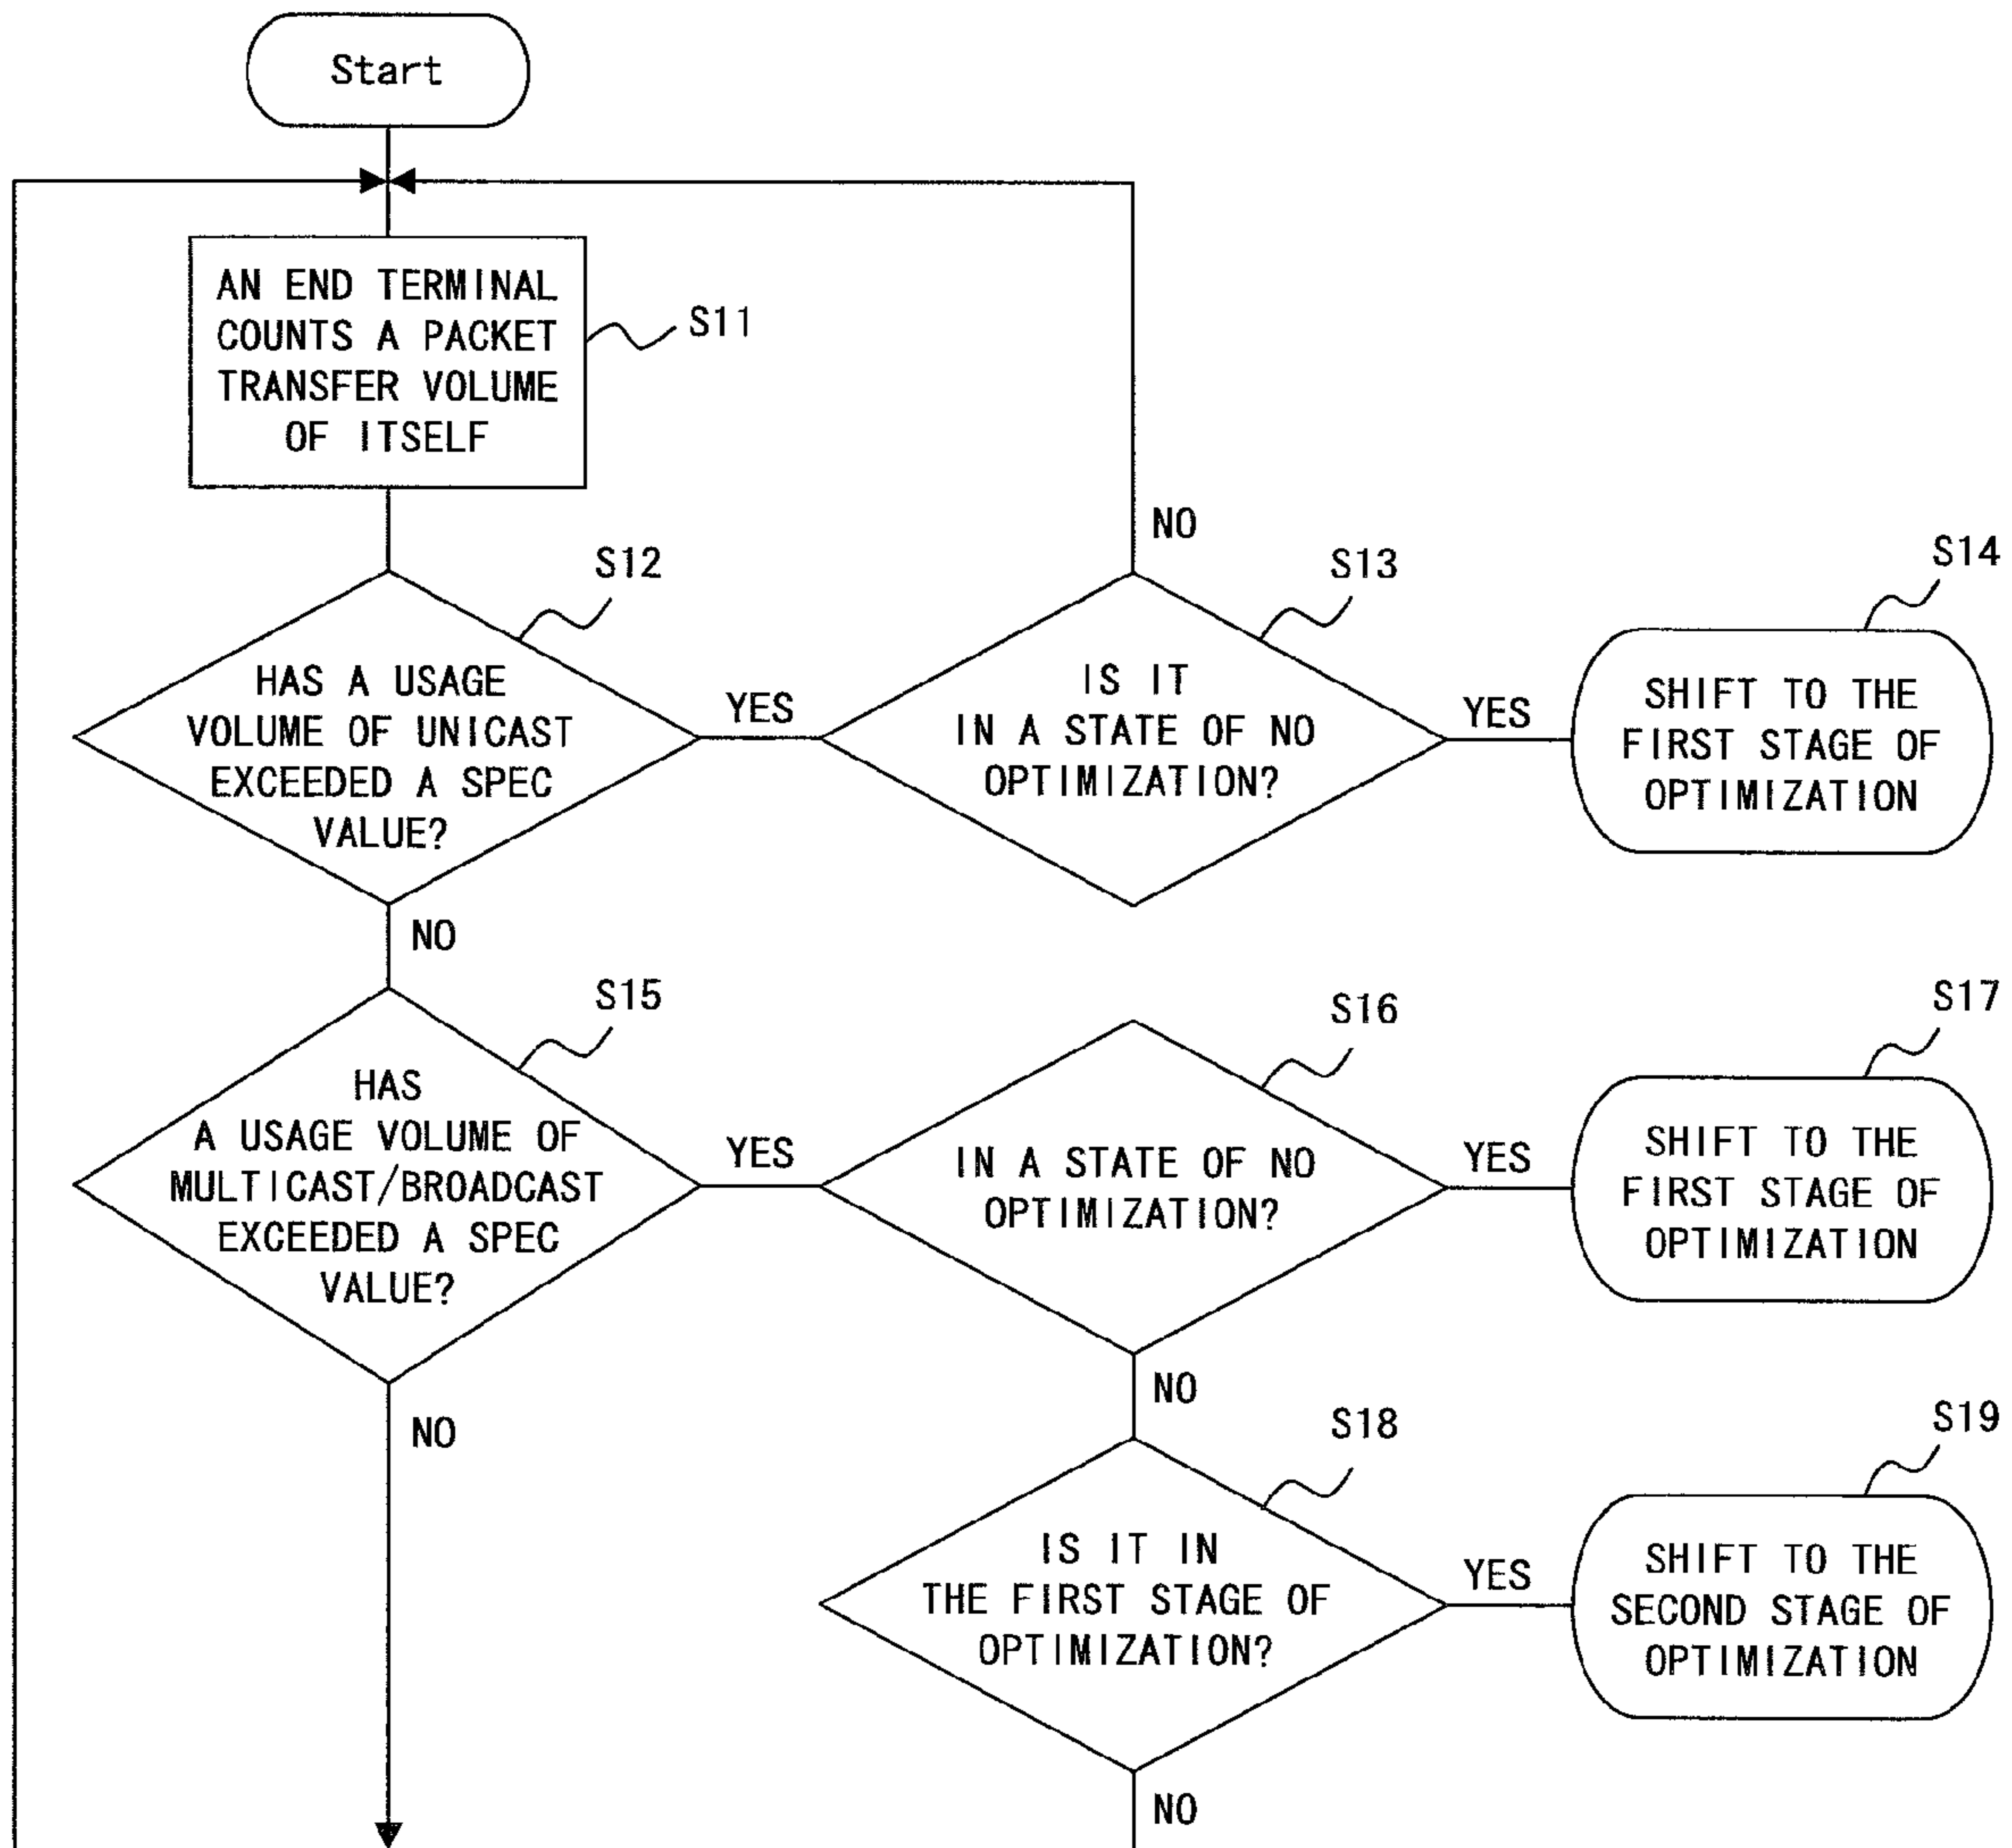 Start
AN END TERMINAL
COUNTS A PACKET
TRANSFER VOLUME
OF ITSELF
S11
NO
S12
HAS A USAGE
VOLUME OF UNICAST
EXCEEDED A SPEC
VALUE?
YES
NO
S13
IS IT
IN A STATE OF NO
OPTIMIZATION?
YES
S14
SHIFT TO THE
FIRST STAGE OF
OPTIMIZATION
S15
HAS
A USAGE VOLUME OF
MULTICAST/BROADCAST
EXCEEDED A SPEC
VALUE?
YES
NO
S16
IN A STATE OF NO
OPTIMIZATION?
YES
NO
S17
SHIFT TO THE
FIRST STAGE OF
OPTIMIZATION
S18
IS IT IN
THE FIRST STAGE OF
OPTIMIZATION?
YES
NO
S19
SHIFT TO THE
SECOND STAGE OF
OPTIMIZATION